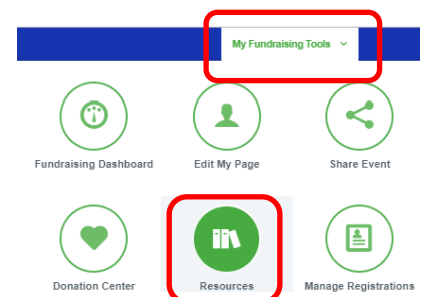 My Fundraising Tools
Fundraising Dashboard Edit My Page Share Event
Donation Center Resources Manage Registrations